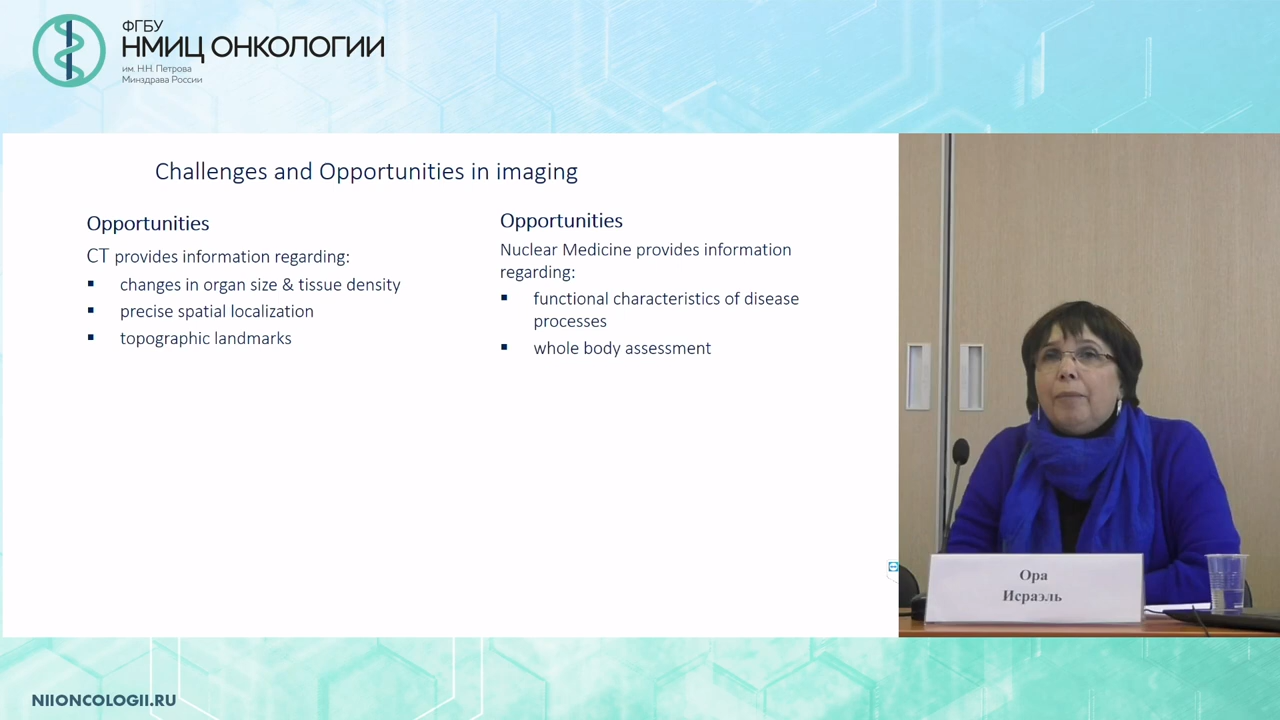 ФГБУ
НМИЦ ОНКОЛОГИИ
им. Н.Н. Петрова
Минздрава России
Challenges and Opportunities in imaging
Opportunities
CT provides information regarding:
▪ changes in organ size & tissue density
▪ precise spatial localization
▪ topographic landmarks
Opportunities
Nuclear Medicine provides information
regarding:
▪ functional characteristics of disease
processes
▪ whole body assessment
Ора
Исраэль
NIIONCOLOGII.RU